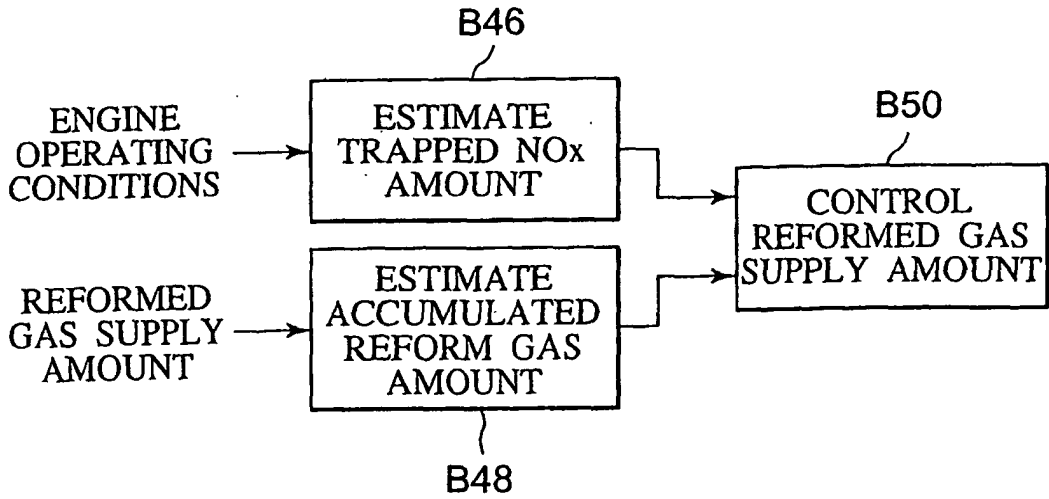 B46
ENGINE
OPERATING
CONDITIONS
ESTIMATE
TRAPPED NOx
AMOUNT
B50
CONTROL
REFORMED GAS
SUPPLY AMOUNT
REFORMED
GAS SUPPLY
AMOUNT
ESTIMATE
ACCUMULATED
REFORM GAS
AMOUNT
B48